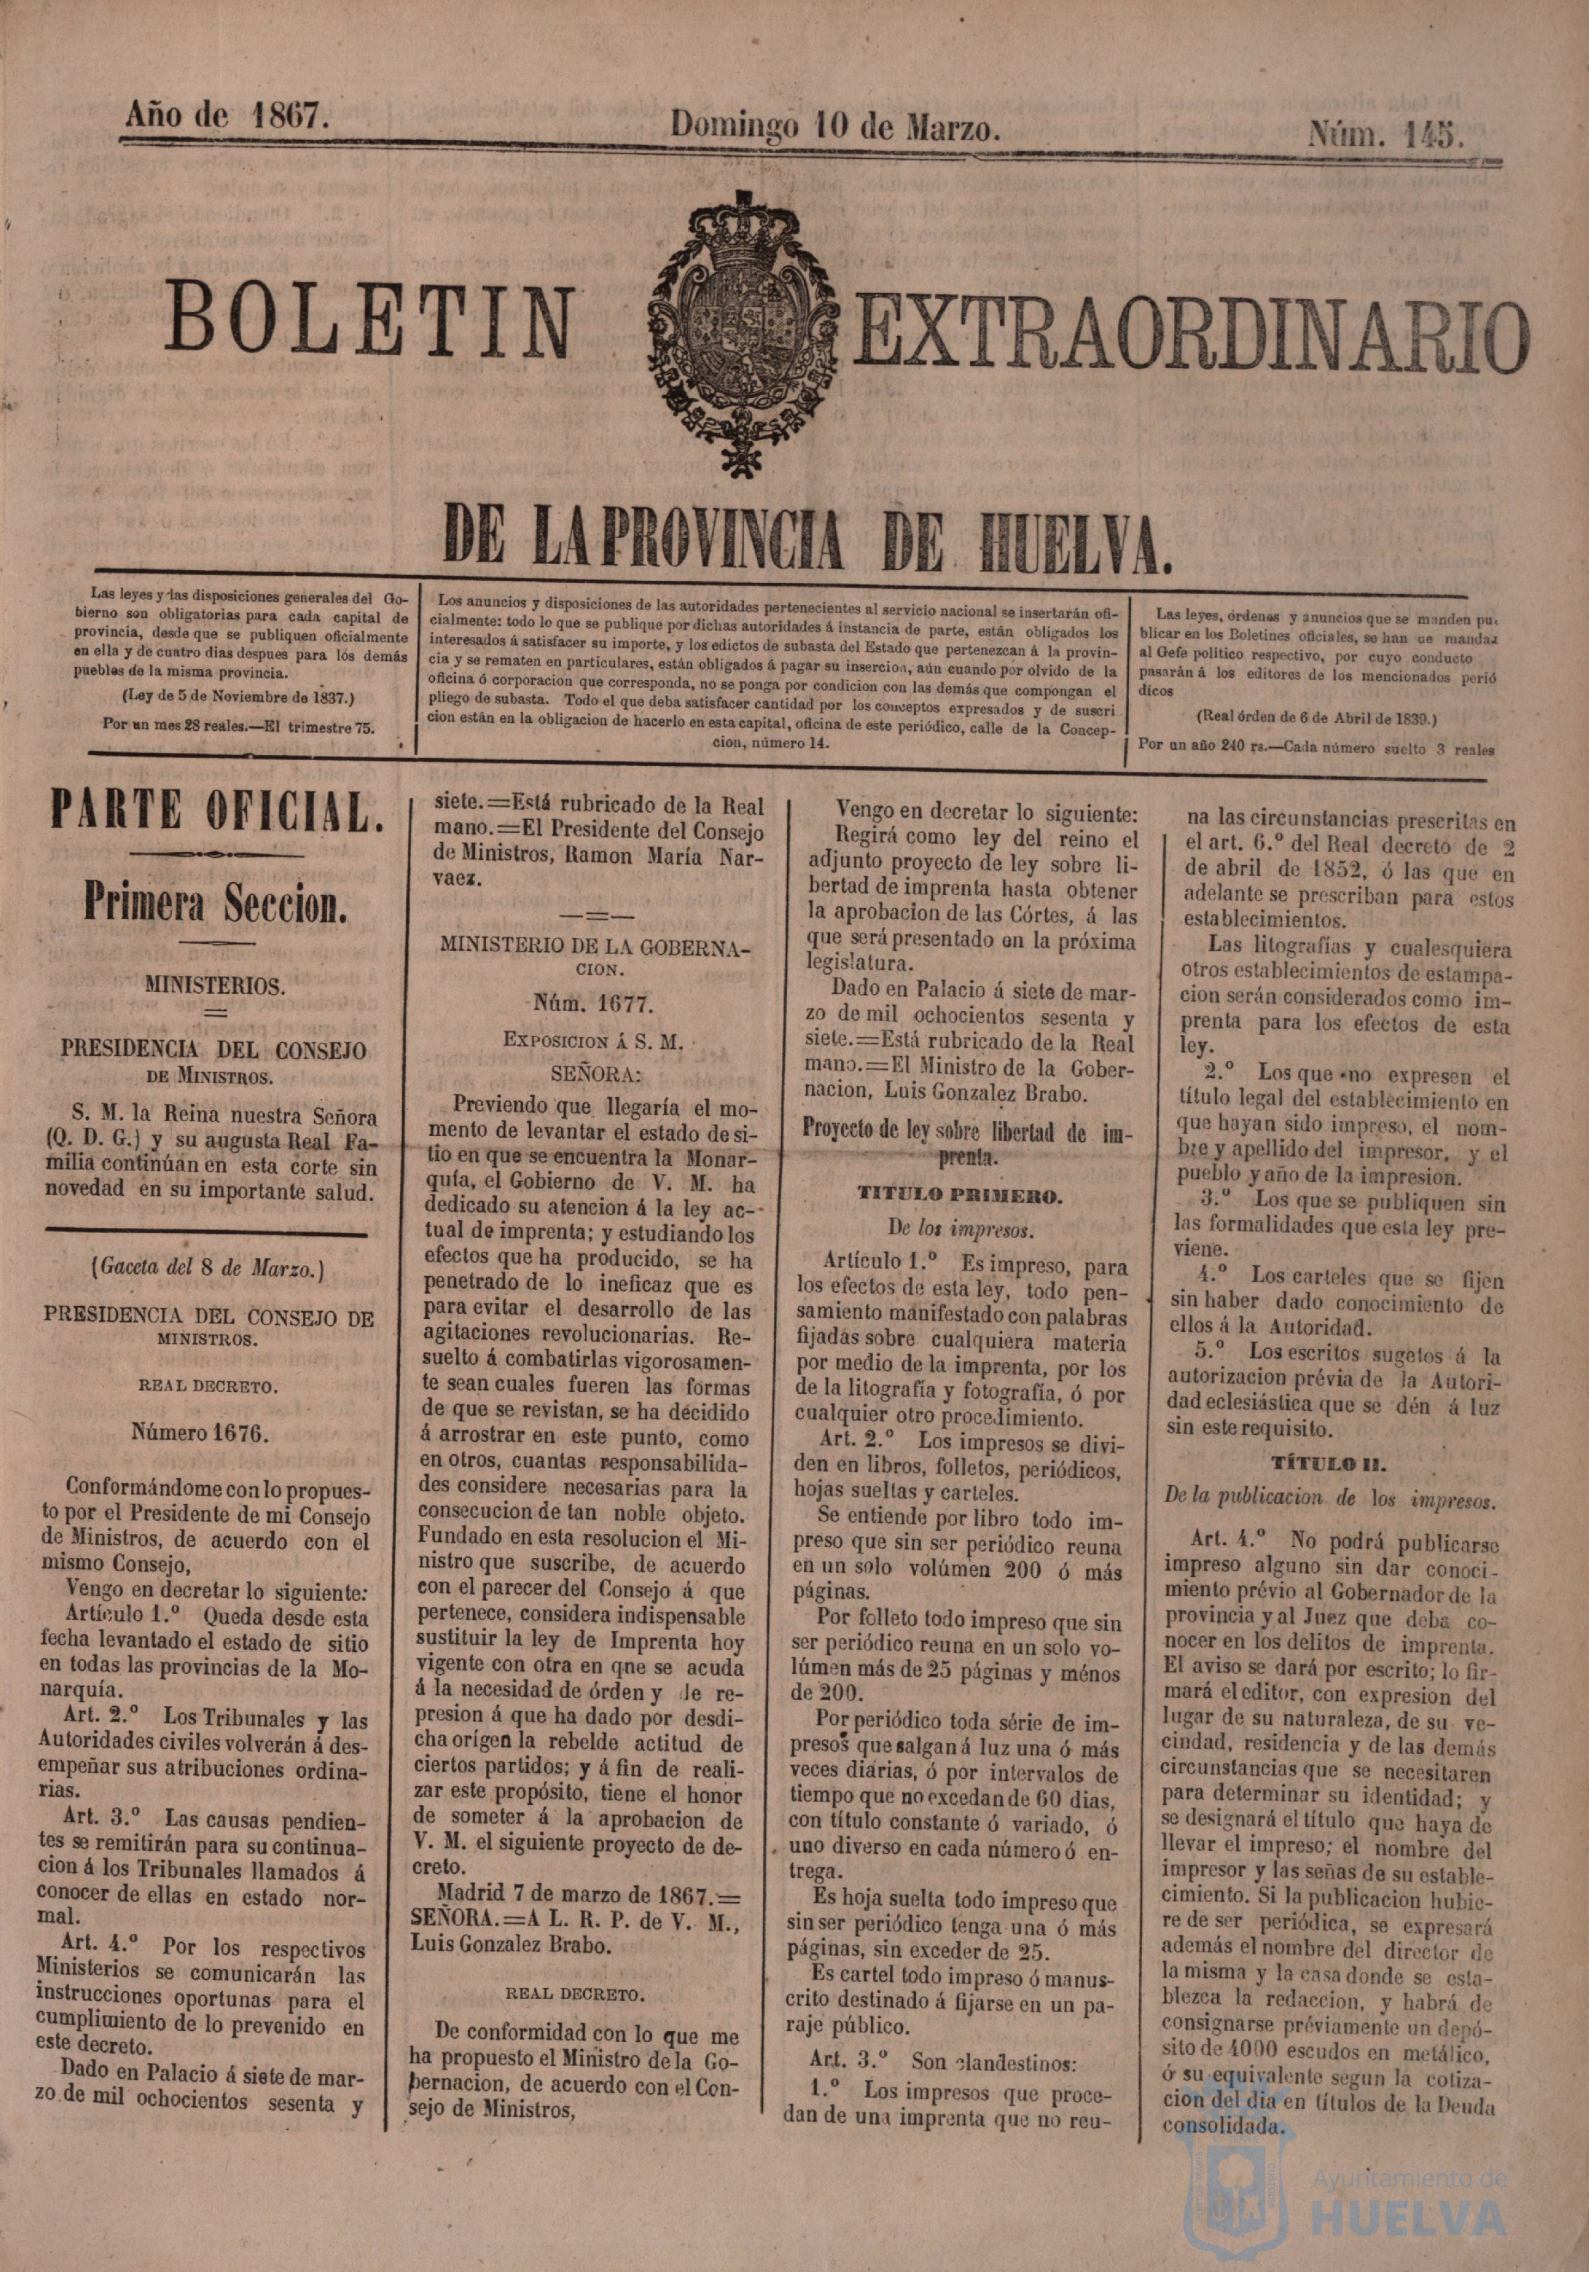 Año de 1867.
Domingo 10 de Marzo.
Núm. 145.
BOLETIN EXTRAORDINARIO
DE LA PROVINCIA DE HUELVA.
Las leyes y las disposiciones generales del Go-
bierno son obligatorias para cada capital de
provincia, desde que se publiquen oficialmente
en ella y de cuatro dias despues para los demás
pueblos de la misma provincia.
(Ley de 5 de Noviembre de 1837.)
Por un mes 28 reales.—El trimestre 75.
Los anuncios y disposiciones de las autoridades pertenecientes al servicio nacional se insertarán ofi-
cialmente: todo lo que se publique por dichas autoridades á instancia de parte, están obligados los
interesados á satisfacer su importe, y los edictos de subasta del Estado que pertenezcan á la provin-
cia y se rematen en particulares, están obligados á pagar su insercion, aún cuando por olvido de la
oficina ó corporacion que corresponda, no se ponga por condicion con las demás que compongan el
pliego de subasta. Todo el que deba satisfacer cantidad por los conceptos expresados y de suscri
cion están en la obligacion de hacerlo en esta capital, oficina de este periódico, calle de la Concep-
cion, número 14.
Las leyes, órdenes y anuncios que se manden pu
blicar en los Boletines oficiales, se han de mandar
al Gefe político respectivo, por cuyo conducto
pasarán á los editores de los mencionados perió
dicos
(Real órden de 6 de Abril de 1839.)
Por un año 240 rs.—Cada número suelto 3 reales
PARTE OFICIAL.
Primera Seccion.
MINISTERIOS.
PRESIDENCIA DEL CONSEJO
DE MINISTROS.
S. M. la Reina nuestra Señora
(Q. D. G.) y su augusta Real Fa-
milia continúan en esta corte sin
novedad en su importante salud.
(Gaceta del 8 de Marzo.)
PRESIDENCIA DEL CONSEJO DE
MINISTROS.
REAL DECRETO.
Número 1676.
Conformándome con lo propues-
to por el Presidente de mi Consejo
de Ministros, de acuerdo con el
mismo Consejo,
Vengo en decretar lo siguiente:
Artículo 1.º Queda desde esta
fecha levantado el estado de sitio
en todas las provincias de la Mo-
narquía.
Art. 2.º Los Tribunales y las
Autoridades civiles volverán á des-
empeñar sus atribuciones ordina-
rias.
Art. 3.º Las causas pendien-
tes se remitirán para su continua-
cion á los Tribunales llamados á
conocer de ellas en estado nor-
mal.
Art. 4.º Por los respectivos
Ministerios se comunicarán las
instrucciones oportunas para el
cumplimiento de lo prevenido en
este decreto.
Dado en Palacio á siete de mar-
zo de mil ochocientos sesenta y
siete.=Está rubricado de la Real
mano.=El Presidente del Consejo
de Ministros, Ramon María Nar-
vaez.
MINISTERIO DE LA GOBERNA-
CION.
Núm. 1677.
EXPOSICION Á S. M.
SEÑORA:
Previendo que llegaría el mo-
mento de levantar el estado de si-
tio en que se encuentra la Monar-
quía, el Gobierno de V. M. ha
dedicado su atencion á la ley ac-
tual de imprenta; y estudiando los
efectos que ha producido, se ha
penetrado de lo ineficaz que es
para evitar el desarrollo de las
agitaciones revolucionarias. Re-
suelto á combatirlas vigorosamen-
te sean cuales fueren las formas
de que se revistan, se ha décidido
á arrostrar en este punto, como
en otros, cuantas responsabilida-
des considere necesarias para la
consecucion de tan noble objeto.
Fundado en esta resolucion el Mi-
nistro que suscribe, de acuerdo
con el parecer del Consejo á que
pertenece, considera indispensable
sustituir la ley de Imprenta hoy
vigente con otra en qne se acuda
á la necesidad de órden y de re-
presion á que ha dado por desdi-
cha orígen la rebelde actitud de
ciertos partidos; y á fin de reali-
zar este propósito, tiene el honor
de someter á la aprobacion de
V. M. el siguiente proyecto de de-
creto.
Madrid 7 de marzo de 1867.=
SEÑORA.=A L. R. P. de V. M.,
Luis Gonzalez Brabo.
REAL DECRETO.
De conformidad con lo que me
ha propuesto el Ministro de la Go-
bernacion, de acuerdo con el Con-
sejo de Ministros,
Vengo en decretar lo siguiente:
Regirá como ley del reino el
adjunto proyecto de ley sobre li-
bertad de imprenta hasta obtener
la aprobacion de las Córtes, á las
que será presentado en la próxima
legislatura.
Dado en Palacio á siete de mar-
zo de mil ochocientos sesenta y
siete.=Está rubricado de la Real
mano.=El Ministro de la Gober-
nacion, Luis Gonzalez Brabo.
Proyecto de ley sobre libertad de im-
prenta.
TITULO PRIMERO.
De los impresos.
Artículo 1.º Es impreso, para
los efectos de esta ley, todo pen-
samiento manifestado con palabras
fijadas sobre cualquiera materia
por medio de la imprenta, por los
de la litografía y fotografía, ó por
cualquier otro procedimiento.
Art. 2.º Los impresos se divi-
den en libros, folletos, periódicos,
hojas sueltas y carteles.
Se entiende por libro todo im-
preso que sin ser periódico reuna
en un solo volúmen 200 ó más
páginas.
Por folleto todo impreso que sin
ser periódico reuna en un solo vo-
lúmen más de 25 páginas y ménos
de 200.
Por periódico toda série de im-
presos que salgan á luz una ó más
veces diarias, ó por intervalos de
tiempo que no excedan de 60 dias,
con título constante ó variado, ó
uno diverso en cada número ó en-
trega.
Es hoja suelta todo impreso que
sin ser periódico tenga una ó más
páginas, sin exceder de 25.
Es cartel todo impreso ó manus-
crito destinado á fijarse en un pa-
raje público.
Art. 3.º Son clandestinos:
1.º Los impresos que proce-
dan de una imprenta que no reu-
na las circunstancias prescritas en
el art. 6.º del Real decreto de 2
de abril de 1852, ó las que en
adelante se prescriban para estos
establecimientos.
Las litografías y cualesquiera
otros establecimientos de estampa-
cion serán considerados como im-
prenta para los efectos de esta
ley.
2.º Los que no expresen el
título legal del establecimiento en
que hayan sido impreso, el nom-
bre y apellido del impresor, y el
pueblo y año de la impresion.
3.º Los que se publiquen sin
las formalidades que esta ley pre-
viene.
4.º Los carteles que se fijen
sin haber dado conocimiento de
ellos á la Autoridad.
5.º Los escritos sugetos á la
autorizacion prévia de la Autori-
dad eclesiástica que se dén á luz
sin este requisito.
TÍTULO II.
De la publicacion de los impresos.
Art. 4.º No podrá publicarse
impreso alguno sin dar conoci-
miento prévio al Gobernador de la
provincia y al Juez que deba co-
nocer en los delitos de imprenta.
El aviso se dará por escrito; lo fir-
mará el editor, con expresion del
lugar de su naturaleza, de su ve-
cindad, residencia y de las demás
circunstancias que se necesitaren
para determinar su identidad; y
se designará el título que haya de
llevar el impreso; el nombre del
impresor y las señas de su estable-
cimiento. Si la publicacion hubie-
re de ser periódica, se expresará
además el nombre del director de
la misma y la casa donde se esta-
blezca la redaccion, y habrá de
consignarse préviamente un depó-
sito de 4000 escudos en metálico,
ó su equivalente segun la cotiza-
cion del dia en títulos de la Deuda
consolidada.
Ayuntamiento de
HUELVA